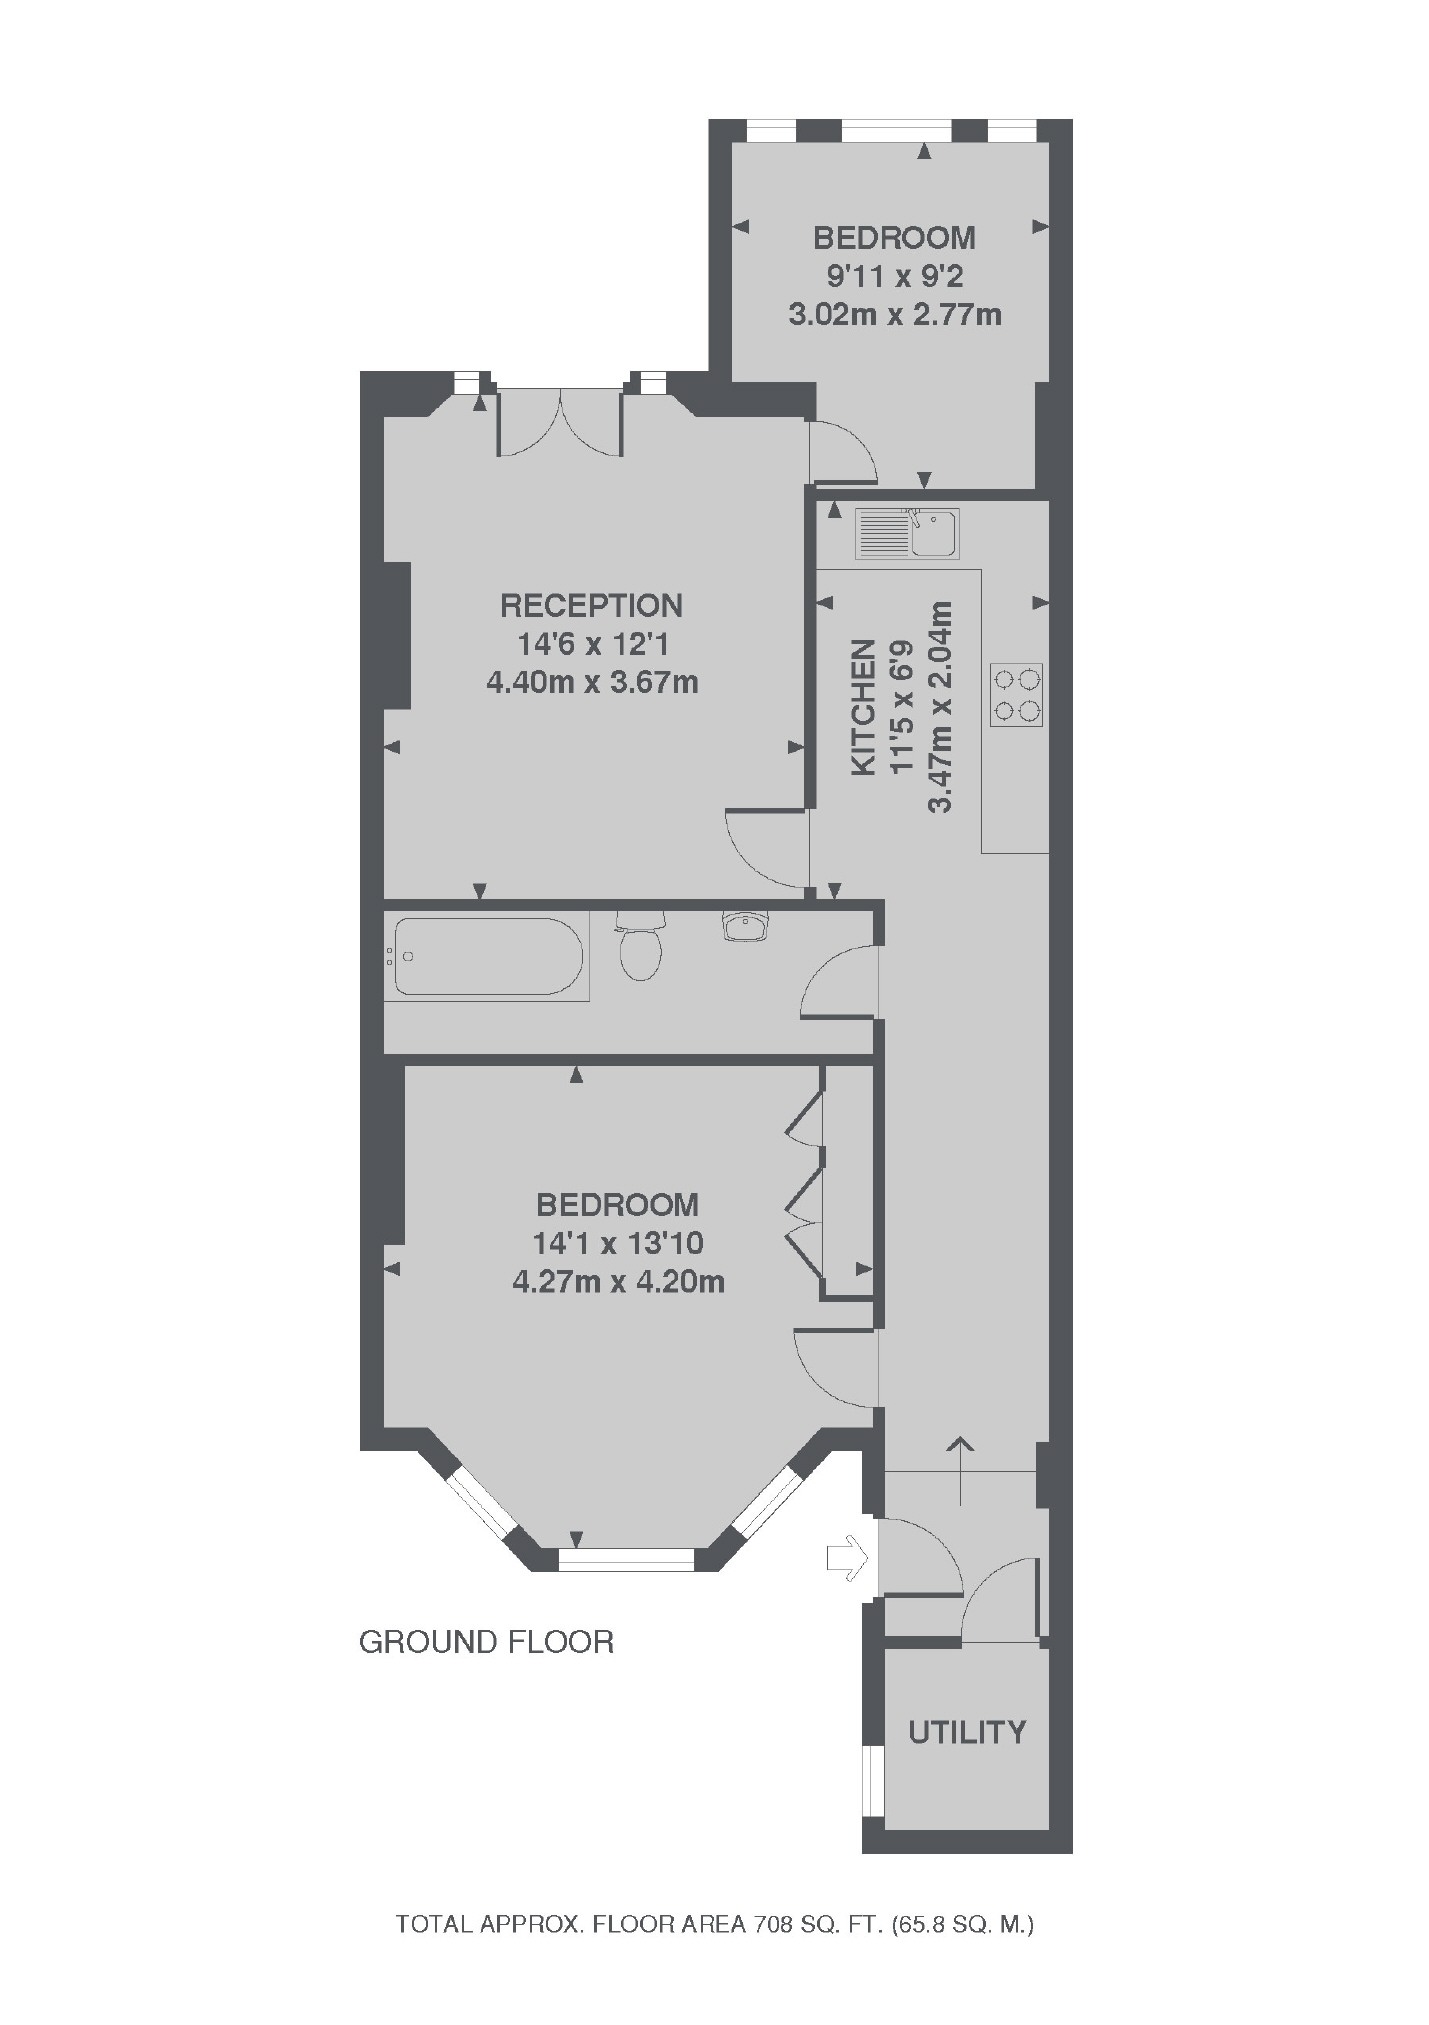 BEDROOM
9'11 x 9'2
3.02m x 2.77m
RECEPTION
14'6 x 12'1
4.40m x 3.67m
KITCHEN
11'5 x 6'9
3.47m x 2.04m
BEDROOM
14'1 x 13'10
4.27m x 4.20m
GROUND FLOOR
UTILITY
TOTAL APPROX. FLOOR AREA 708 SQ. FT. (65.8 SQ. M.)